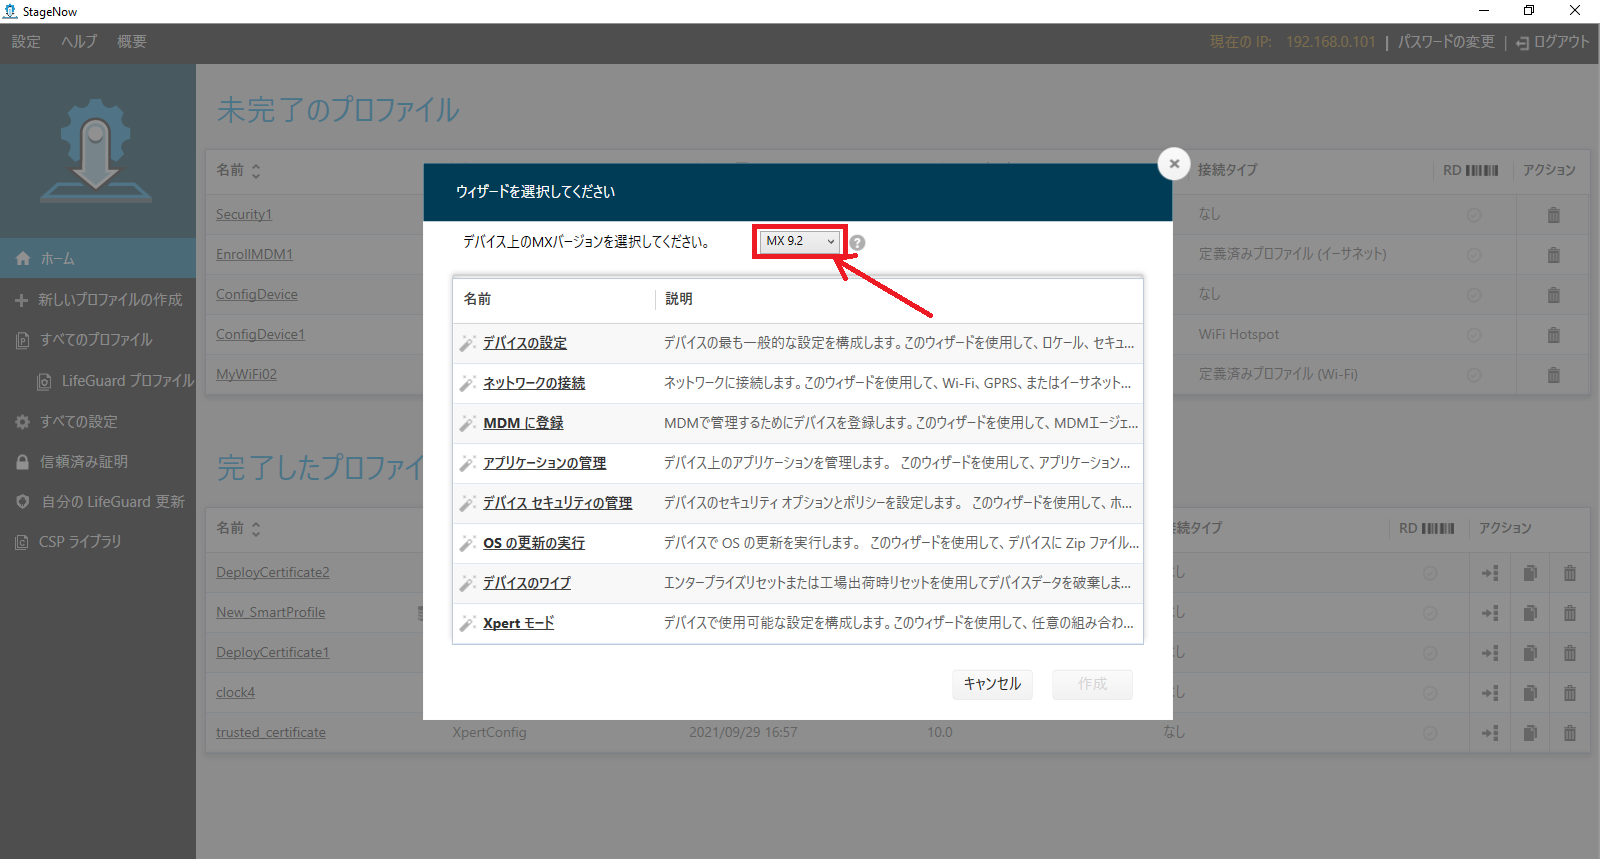 StageNow
設定 ヘルプ 概要
現在の IP: 192.168.0.101 | パスワードの変更 | ログアウト
未完了のプロファイル
名前 接続タイプ RD アクション
Security1 なし
EnrollMDM1 定義済みプロファイル (イーサネット)
ConfigDevice なし
ConfigDevice1 WiFi Hotspot
MyWiFi02 定義済みプロファイル (Wi-Fi)
ホーム
新しいプロファイルの作成
すべてのプロファイル
LifeGuard プロファイル
すべての設定
信頼済み証明
自分の LifeGuard 更新
CSP ライブラリ
ウィザードを選択してください
デバイス上のMXバージョンを選択してください。 MX 9.2 ?
名前 説明
デバイスの設定 デバイスの最も一般的な設定を構成します。このウィザードを使用して、ロケール、セキュ...
ネットワークの接続 ネットワークに接続します。このウィザードを使用して、Wi-Fi、GPRS、またはイーサネット...
MDM に登録 MDMで管理するためにデバイスを登録します。このウィザードを使用して、MDMエージェ...
アプリケーションの管理 デバイス上のアプリケーションを管理します。 このウィザードを使用して、アプリケーション...
デバイス セキュリティの管理 デバイスのセキュリティ オプションとポリシーを設定します。 このウィザードを使用して、ホ...
OS の更新の実行 デバイスで OS の更新を実行します。 このウィザードを使用して、デバイスに Zip ファイル...
デバイスのワイプ エンタープライズリセットまたは工場出荷時リセットを使用してデバイスデータを破棄しま...
Xpert モード デバイスで使用可能な設定を構成します。このウィザードを使用して、任意の組み合わ...
キャンセル 作成
完了したプロファイ
名前 続タイプ RD アクション
DeployCertificate2 し
New_SmartProfile し
DeployCertificate1 し
clock4 し
trusted_certificate XpertConfig 2021/09/29 16:57 10.0 なし